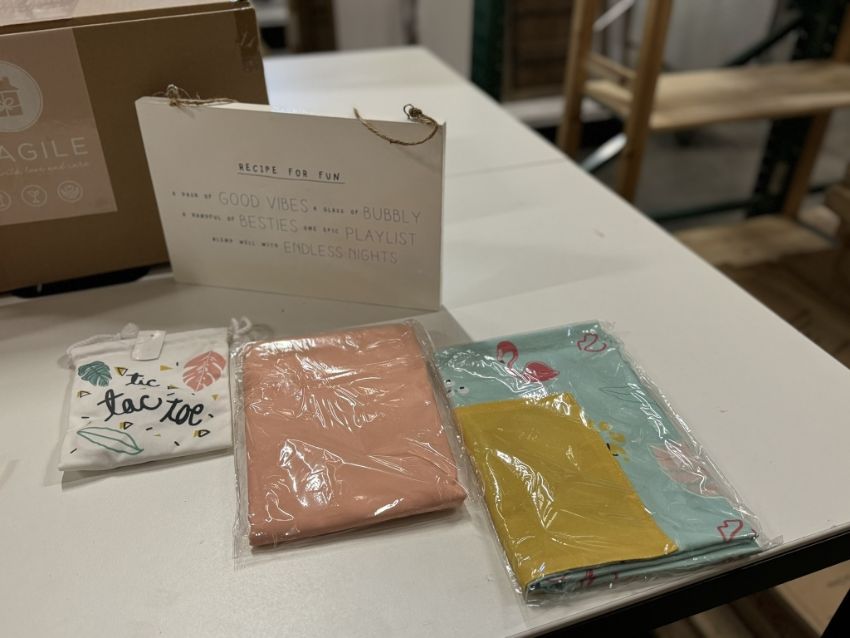 AGILE
RECIPE FOR FUN
A DASH OF GOOD VIBES A GLASS OF BUBBLY
A HANDFUL OF BESTIES ONE EPIC PLAYLIST
BLEND WELL WITH ENDLESS NIGHTS
tic
tac toe